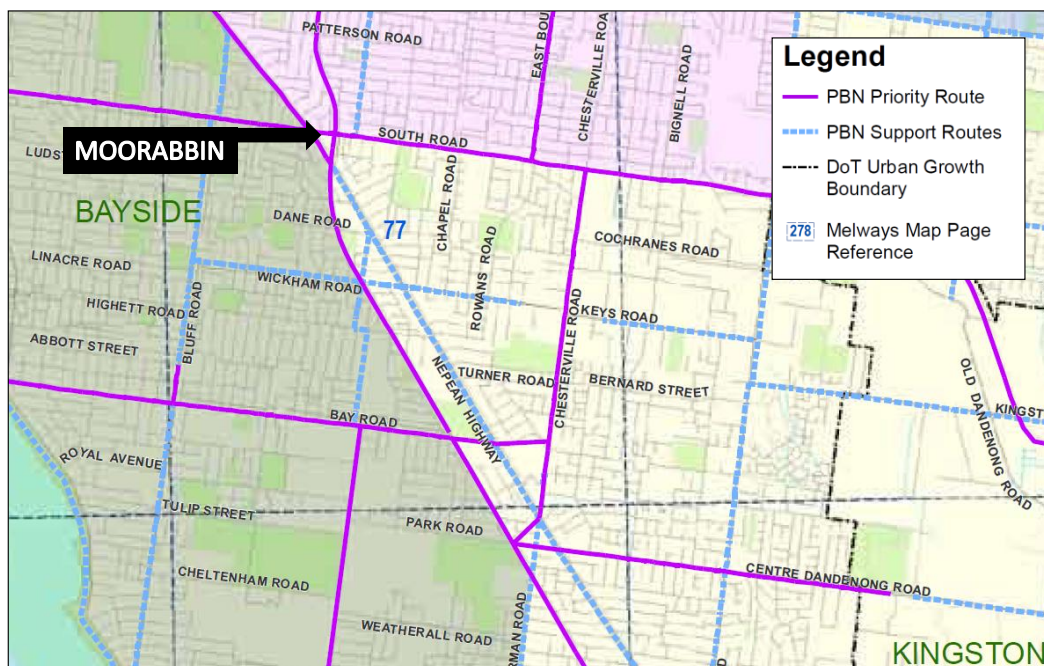 PATTERSON ROAD
EAST BOU
CHESTERVILLE ROA
BIGNELL ROAD
Legend
PBN Priority Route
PBN Support Routes
DoT Urban Growth
Boundary
278 Melways Map Page
Reference
SOUTH ROAD
MOORABBIN
LUDST
BAYSIDE
DANE ROAD
77
CHAPEL ROAD
ROWANS ROAD
COCHRANES ROAD
LINACRE ROAD
WICKHAM ROAD
HIGHETT ROAD
BLUFF ROAD
KEYS ROAD
CHESTERVILLE ROAD
ABBOTT STREET
NEPEAN HIGHWAY
TURNER ROAD
BERNARD STREET
OLD DANDENONG ROAD
KINGST
BAY ROAD
ROYAL AVENUE
TULIP STREET
PARK ROAD
CHELTENHAM ROAD
CENTRE DANDENONG ROAD
WEATHERALL ROAD
RMAN ROAD
D
KINGSTON